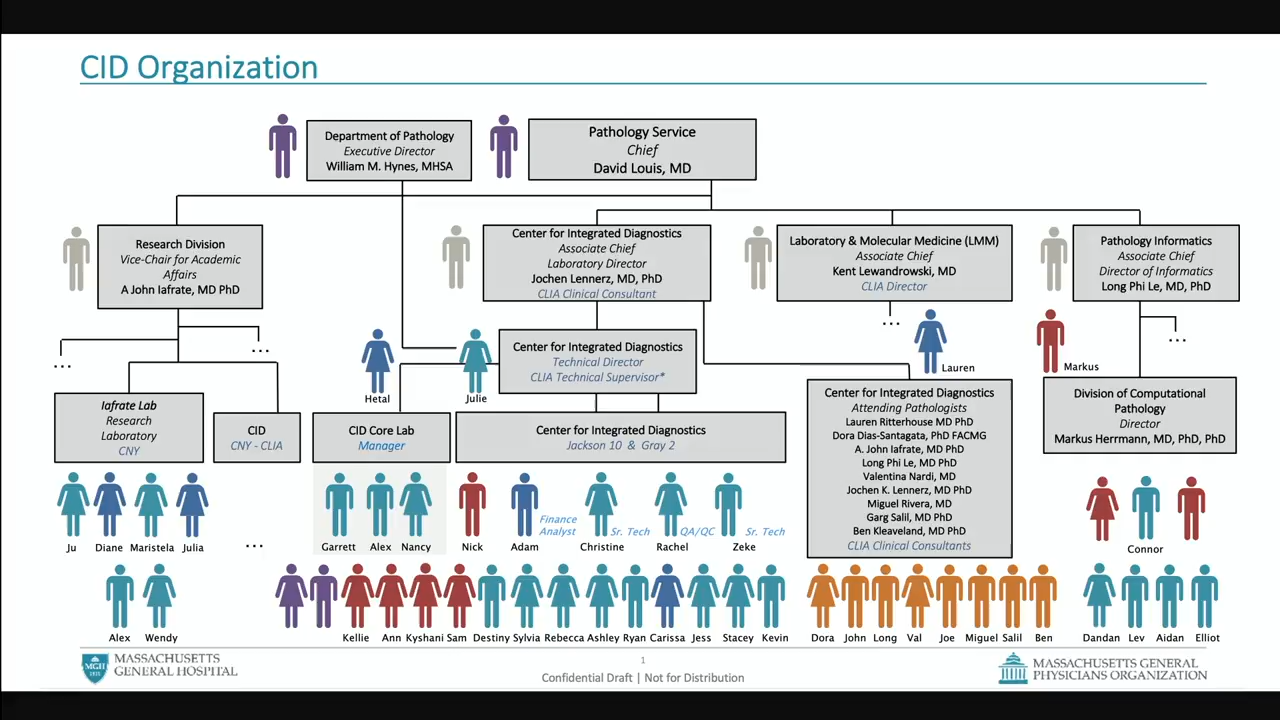 CID Organization
Department of Pathology
Executive Director
William M. Hynes, MHSA
Pathology Service
Chief
David Louis, MD
Research Division
Vice-Chair for Academic
Affairs
A John Iafrate, MD PhD
Center for Integrated Diagnostics
Associate Chief
Laboratory Director
Jochen Lennerz, MD, PhD
CLIA Clinical Consultant
Laboratory & Molecular Medicine (LMM)
Associate Chief
Kent Lewandrowski, MD
CLIA Director
Pathology Informatics
Associate Chief
Director of Informatics
Long Phi Le, MD, PhD
...
...
...
...
Hetal
Julie
Center for Integrated Diagnostics
Technical Director
CLIA Technical Supervisor*
Lauren
Markus
Iafrate Lab
Research
Laboratory
CNY
CID
CNY - CLIA
CID Core Lab
Manager
Center for Integrated Diagnostics
Jackson 10 & Gray 2
Center for Integrated Diagnostics
Attending Pathologists
Lauren Ritterhouse MD PhD
Dora Dias-Santagata, PhD FACMG
A. John Iafrate, MD PhD
Long Phi Le, MD PhD
Valentina Nardi, MD
Jochen K. Lennerz, MD PhD
Miguel Rivera, MD
Garg Salil, MD PhD
Ben Kleaveland, MD PhD
CLIA Clinical Consultants
Division of Computational
Pathology
Director
Markus Herrmann, MD, PhD, PhD
Ju Diane Maristela Julia
...
Garrett Alex Nancy
Nick
Adam
Finance
Analyst
Christine
Sr. Tech
Rachel
QA/QC
Zeke
Sr. Tech
Connor
Alex Wendy
Kellie Ann Kyshani Sam Destiny Sylvia Rebecca Ashley Ryan Carissa Jess Stacey Kevin
Dora John Long Val Joe Miguel Salil Ben
Dandan Lev Aidan Elliot
MGH
1811
MASSACHUSETTS
GENERAL HOSPITAL
1
Confidential Draft | Not for Distribution
MASSACHUSETTS GENERAL
PHYSICIANS ORGANIZATION